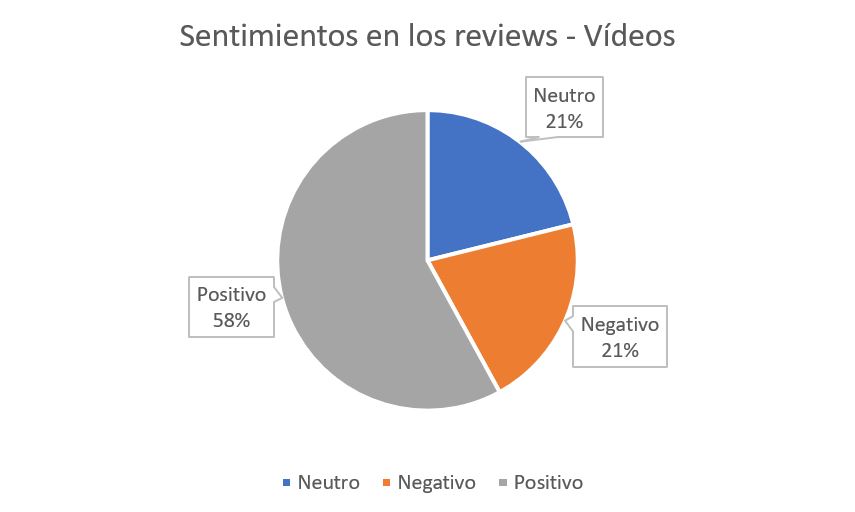 Sentimientos en los reviews - Vídeos
Neutro
21%
Positivo
58%
Negativo
21%
Neutro Negativo Positivo